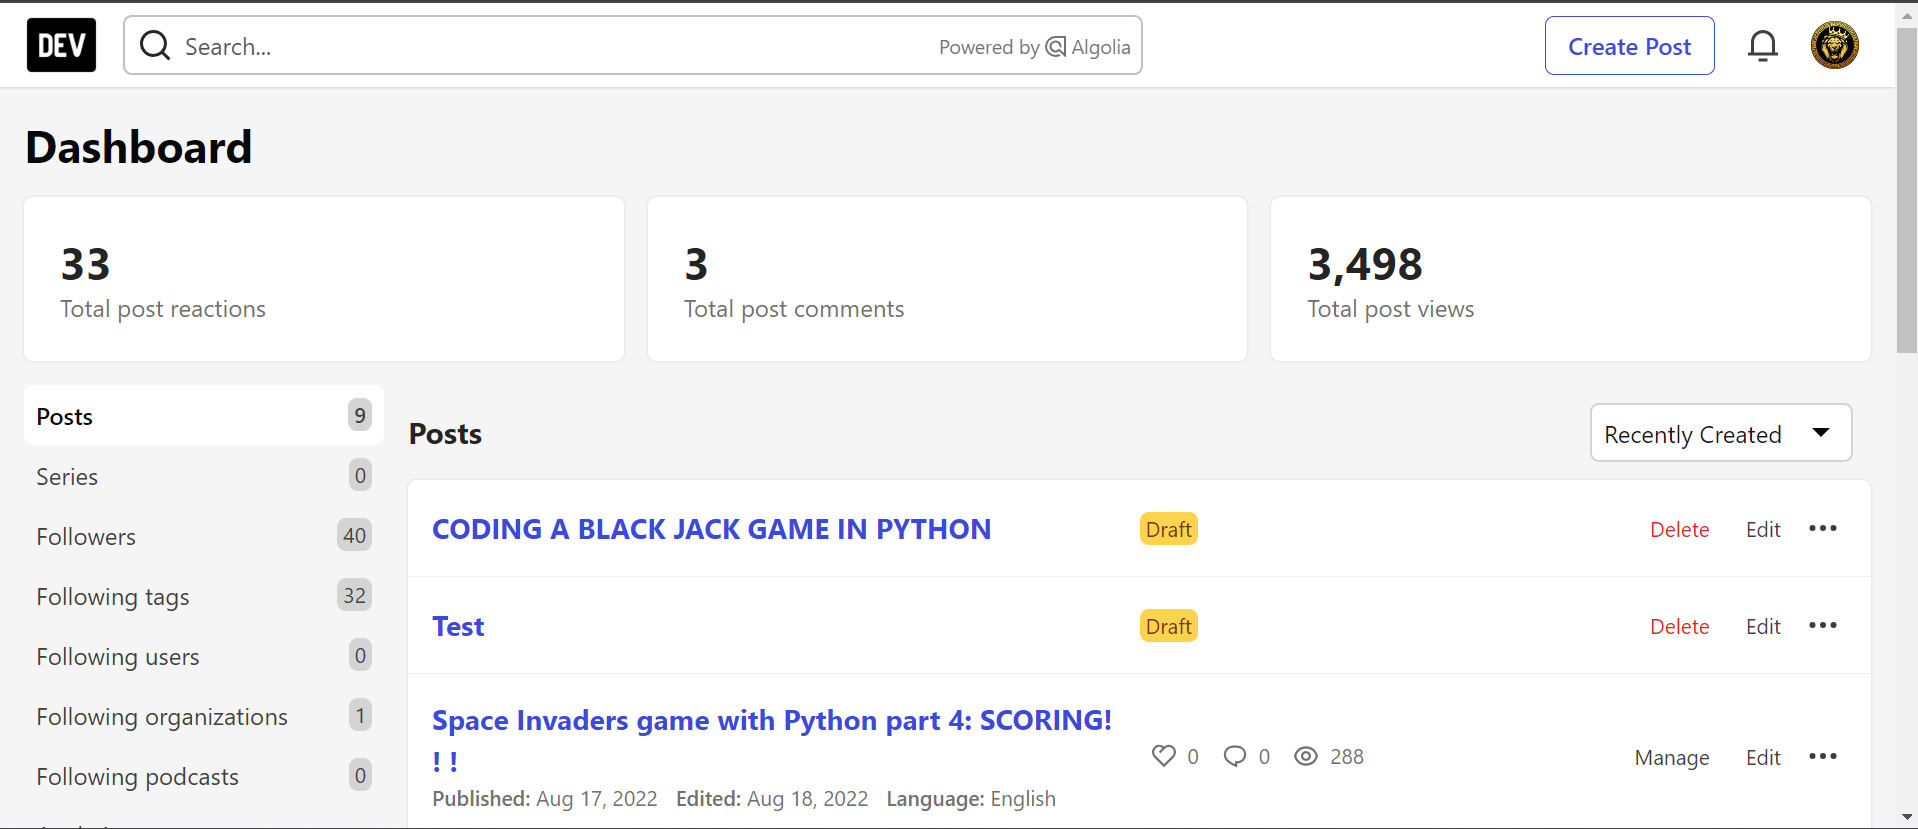 DEV
Search...
Powered by Algolia
Create Post
Dashboard
33
Total post reactions
3
Total post comments
3,498
Total post views
Posts 9
Series 0
Followers 40
Following tags 32
Following users 0
Following organizations 1
Following podcasts 0
Posts
Recently Created
CODING A BLACK JACK GAME IN PYTHON
Draft
Delete
Edit
Test
Draft
Delete
Edit
Space Invaders game with Python part 4: SCORING!
! !
Published: Aug 17, 2022 Edited: Aug 18, 2022 Language: English
0 0 288
Manage
Edit